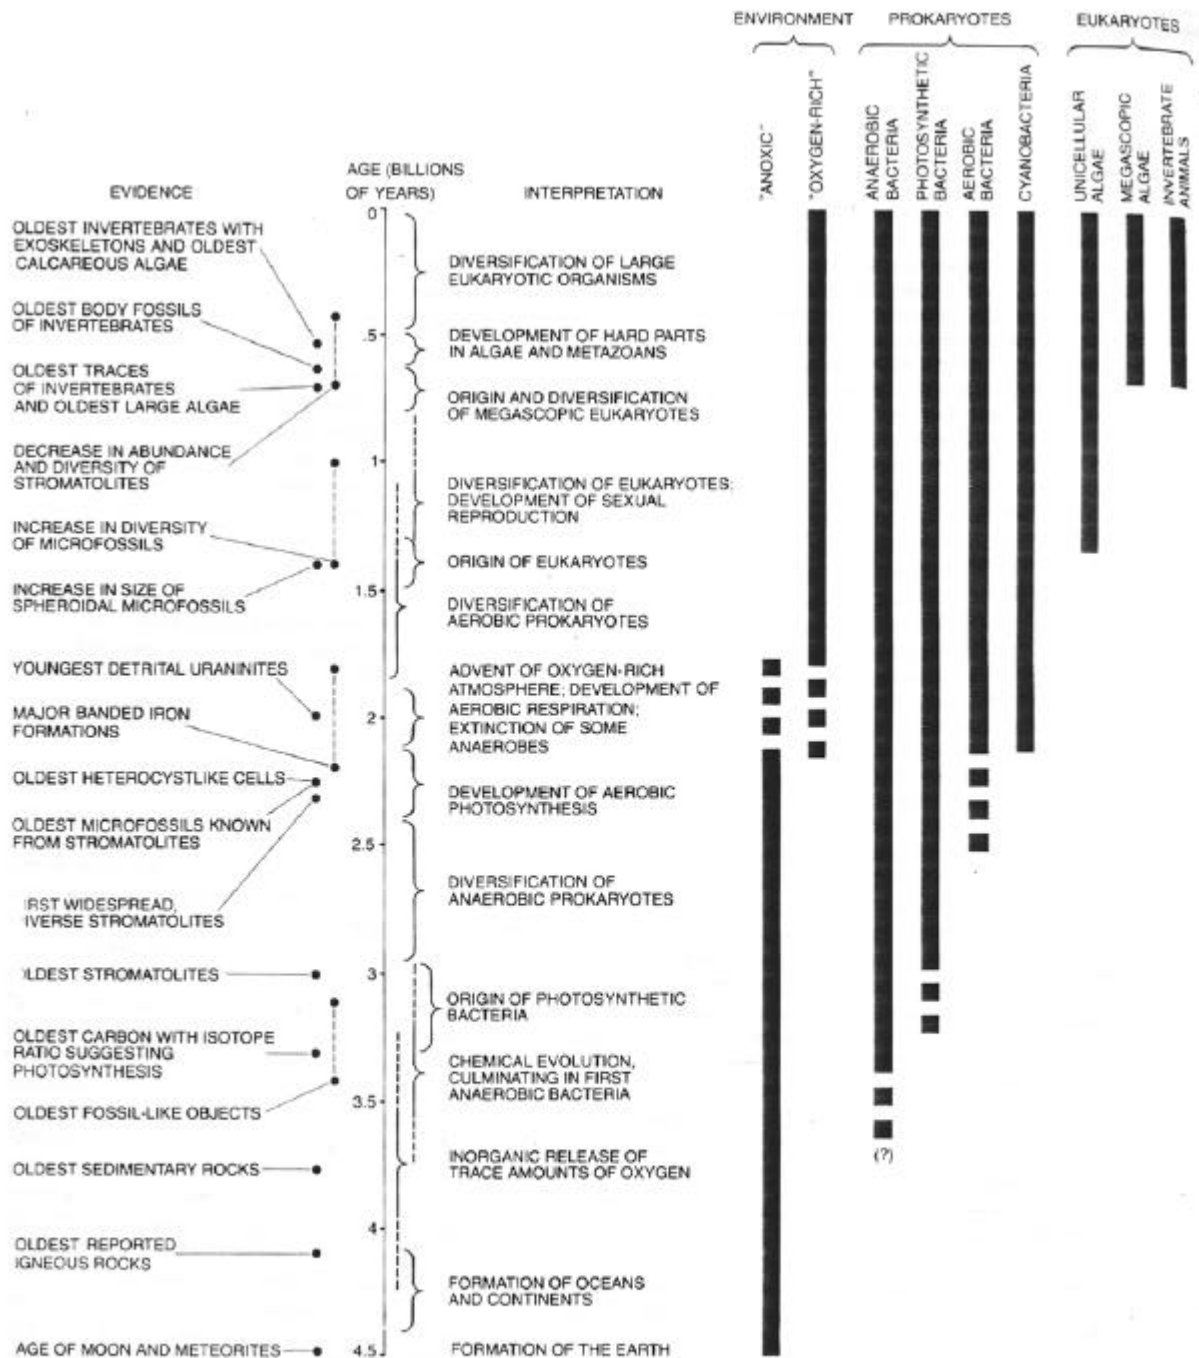 ENVIRONMENT
PROKARYOTES
EUKARYOTES
"ANOXIC"
"OXYGEN-RICH"
ANAEROBIC
BACTERIA
PHOTOSYNTHETIC
BACTERIA
AEROBIC
BACTERIA
CYANOBACTERIA
UNICELLULAR
ALGAE
MEGASCOPIC
ALGAE
INVERTEBRATE
ANIMALS
EVIDENCE
AGE (BILLIONS
OF YEARS)
INTERPRETATION
OLDEST INVERTEBRATES WITH
EXOSKELETONS AND OLDEST
CALCAREOUS ALGAE
OLDEST BODY FOSSILS
OF INVERTEBRATES
OLDEST TRACES
OF INVERTEBRATES
AND OLDEST LARGE ALGAE
DECREASE IN ABUNDANCE
AND DIVERSITY OF
STROMATOLITES
INCREASE IN DIVERSITY
OF MICROFOSSILS
INCREASE IN SIZE OF
SPHEROIDAL MICROFOSSILS
YOUNGEST DETRITAL URANINITES
MAJOR BANDED IRON
FORMATIONS
OLDEST HETEROCYSTLIKE CELLS
OLDEST MICROFOSSILS KNOWN
FROM STROMATOLITES
IRST WIDESPREAD,
IVERSE STROMATOLITES
LDEST STROMATOLITES
OLDEST CARBON WITH ISOTOPE
RATIO SUGGESTING
PHOTOSYNTHESIS
OLDEST FOSSIL-LIKE OBJECTS
OLDEST SEDIMENTARY ROCKS
OLDEST REPORTED
IGNEOUS ROCKS
AGE OF MOON AND METEORITES
0
.5
1
1.5
2
2.5
3
3.5
4
4.5
DIVERSIFICATION OF LARGE
EUKARYOTIC ORGANISMS
DEVELOPMENT OF HARD PARTS
IN ALGAE AND METAZOANS
ORIGIN AND DIVERSIFICATION
OF MEGASCOPIC EUKARYOTES
DIVERSIFICATION OF EUKARYOTES;
DEVELOPMENT OF SEXUAL
REPRODUCTION
ORIGIN OF EUKARYOTES
DIVERSIFICATION OF
AEROBIC PROKARYOTES
ADVENT OF OXYGEN-RICH
ATMOSPHERE; DEVELOPMENT OF
AEROBIC RESPIRATION;
EXTINCTION OF SOME
ANAEROBES
DEVELOPMENT OF AEROBIC
PHOTOSYNTHESIS
DIVERSIFICATION OF
ANAEROBIC PROKARYOTES
ORIGIN OF PHOTOSYNTHETIC
BACTERIA
CHEMICAL EVOLUTION,
CULMINATING IN FIRST
ANAEROBIC BACTERIA
INORGANIC RELEASE OF
TRACE AMOUNTS OF OXYGEN
FORMATION OF OCEANS
AND CONTINENTS
FORMATION OF THE EARTH
(?)